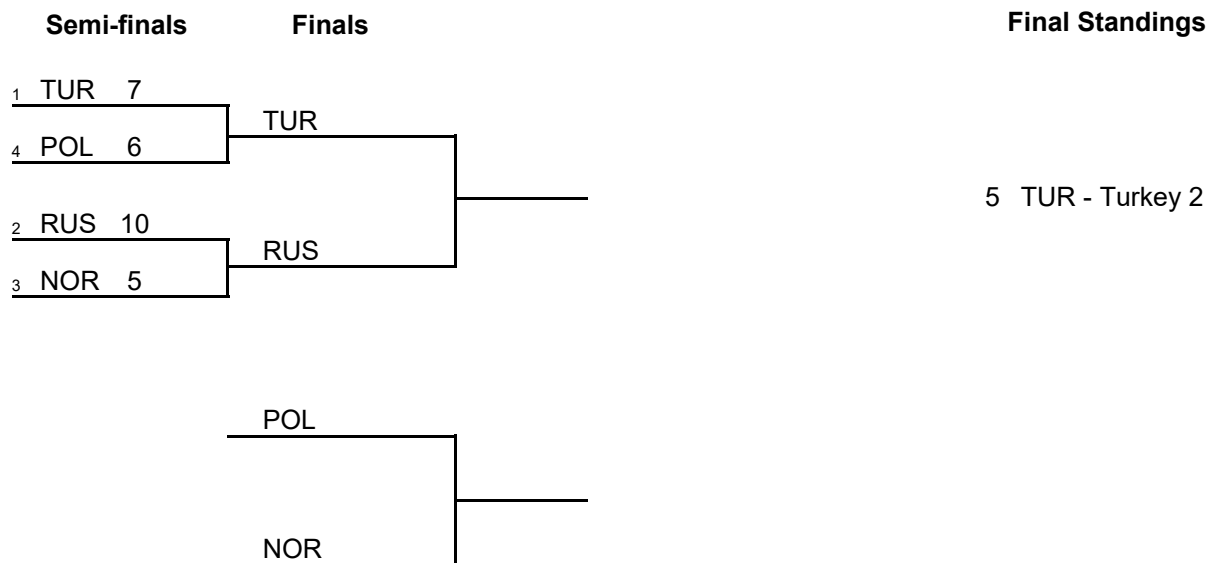 Semi-finals Finals Final Standings
1 TUR 7
TUR
4 POL 6
5 TUR - Turkey 2
2 RUS 10
RUS
3 NOR 5
POL
NOR